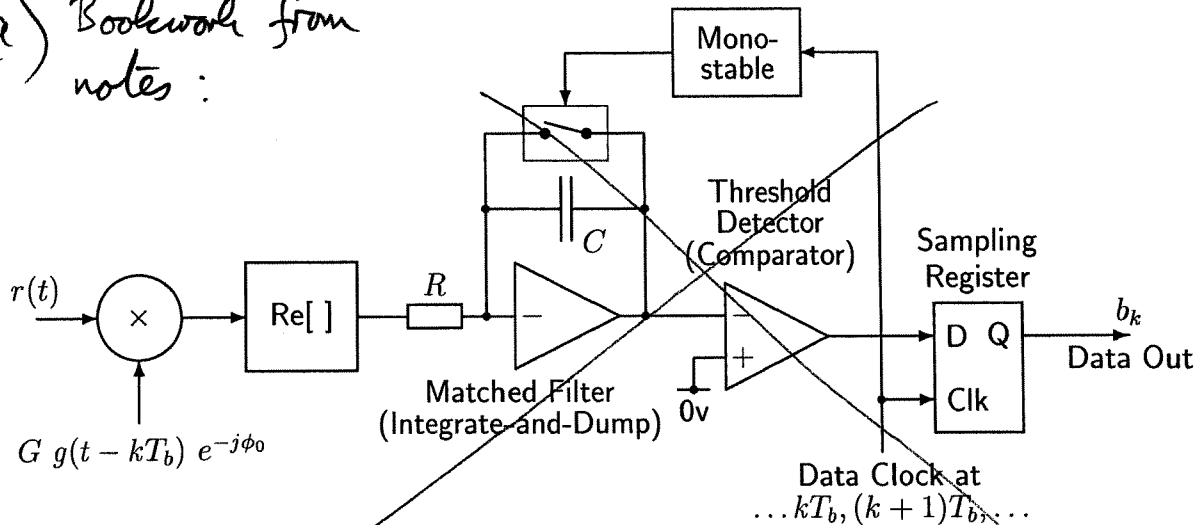 a) Bookwork from
notes :
Mono-
stable
Threshold
Detector
(Comparator)
Sampling
Register
C
r(t)
×
Re[ ]
R
−
−
+
0v
D Q
Clk
b_k
Data Out
Matched Filter
(Integrate-and-Dump)
G g(t − kT_b) e^{−jϕ_0}
Data Clock at
...kT_b, (k + 1)T_b, ...